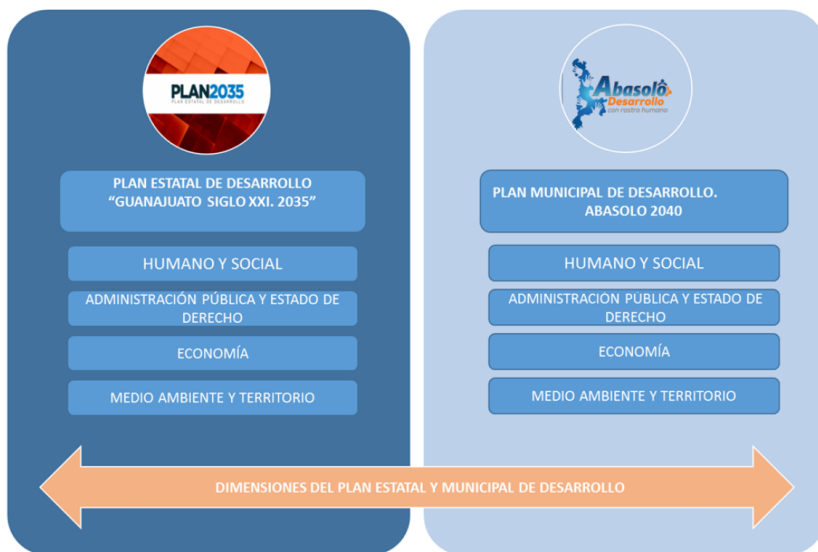 PLAN2035
PLAN ESTATAL DE DESARROLLO
PLAN ESTATAL DE DESARROLLO
“GUANAJUATO SIGLO XXI. 2035”
HUMANO Y SOCIAL
ADMINISTRACIÓN PÚBLICA Y ESTADO DE
DERECHO
ECONOMÍA
MEDIO AMBIENTE Y TERRITORIO
Abasolo
Desarrollo
con rostro humano
PLAN MUNICIPAL DE DESARROLLO.
ABASOLO 2040
HUMANO Y SOCIAL
ADMINISTRACIÓN PÚBLICA Y ESTADO DE
DERECHO
ECONOMÍA
MEDIO AMBIENTE Y TERRITORIO
DIMENSIONES DEL PLAN ESTATAL Y MUNICIPAL DE DESARROLLO